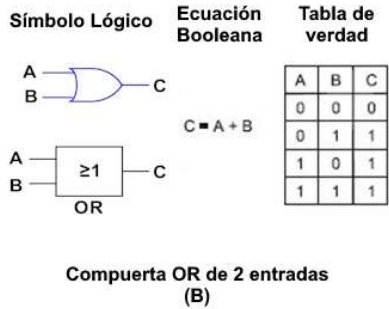 Símbolo Lógico
Ecuación
Booleana
Tabla de
verdad
A
B
C
A
B
≥1
C
OR
C = A + B
A B C
0 0 0
0 1 1
1 0 1
1 1 1
Compuerta OR de 2 entradas
(B)